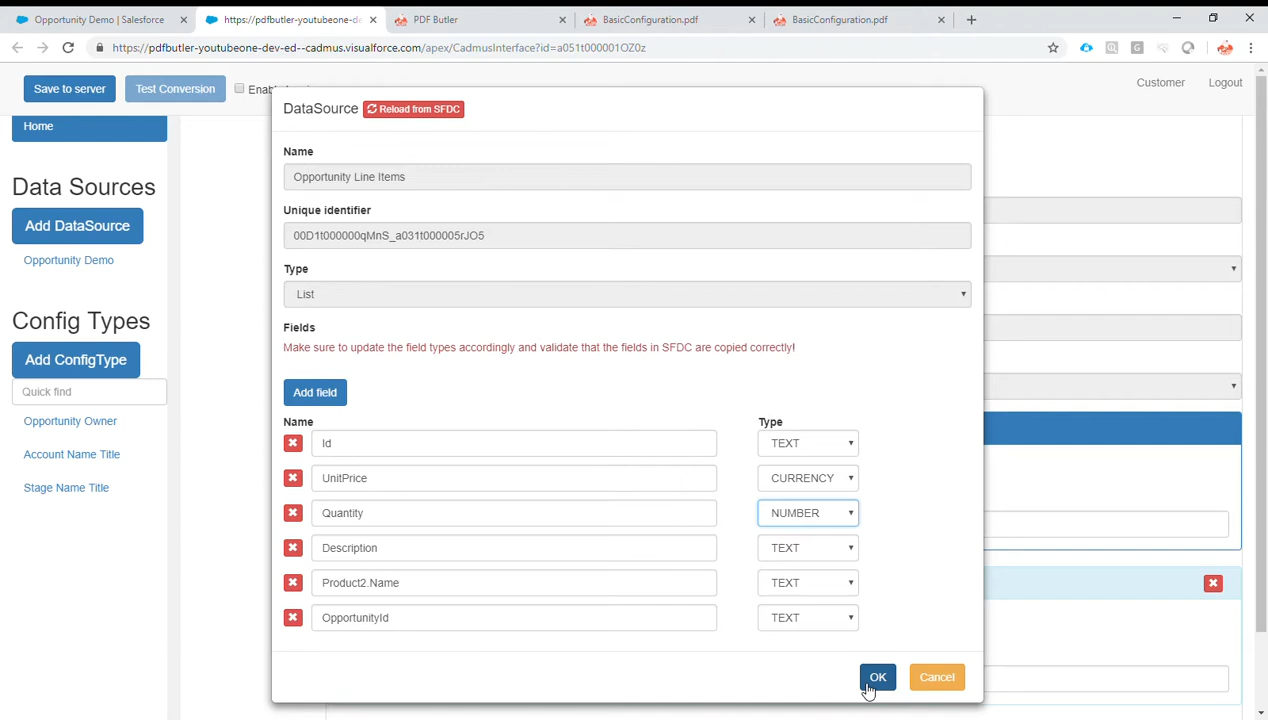 Opportunity Demo | Salesforce
https://pdfbutler-youtubeone-de
PDF Butler
BasicConfiguration.pdf
BasicConfiguration.pdf
https://pdfbutler-youtubeone-dev-ed--cadmus.visualforce.com/apex/CadmusInterface?id=a051t000001OZ0z
Save to server
Test Conversion
Customer
Logout
Home
Data Sources
Add DataSource
Opportunity Demo
Config Types
Add ConfigType
Quick find
Opportunity Owner
Account Name Title
Stage Name Title
DataSource
Reload from SFDC
Name
Opportunity Line Items
Unique identifier
00D1t000000qMnS_a031t000005rJO5
Type
List
Fields
Make sure to update the field types accordingly and validate that the fields in SFDC are copied correctly!
Add field
Name Type
Id TEXT
UnitPrice CURRENCY
Quantity NUMBER
Description TEXT
Product2.Name TEXT
OpportunityId TEXT
OK Cancel